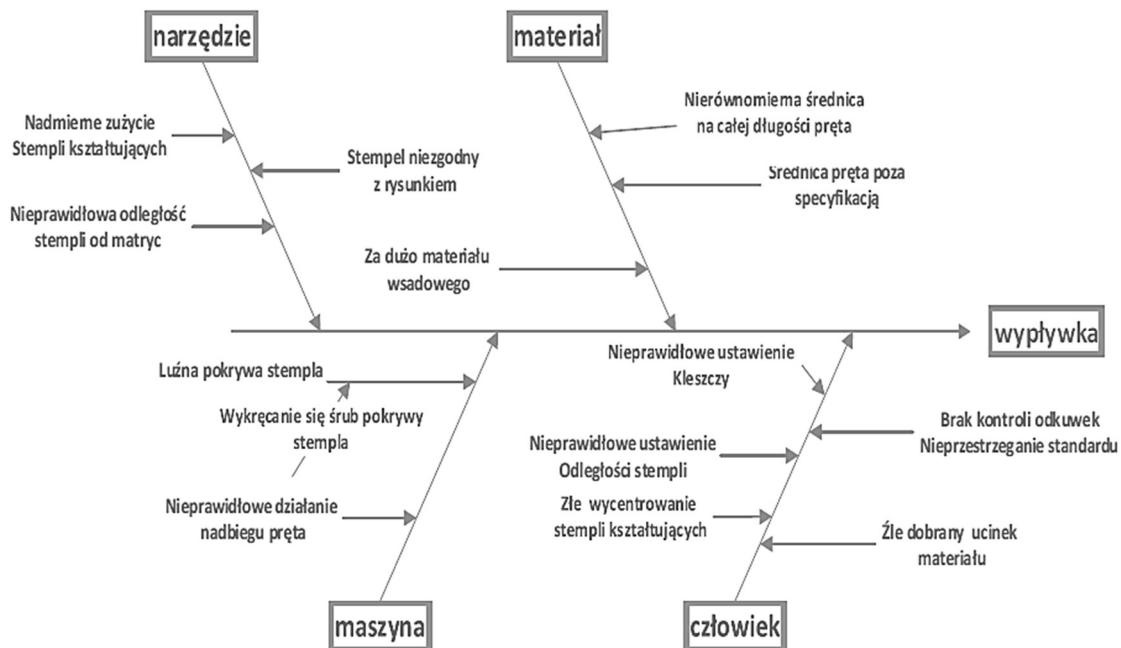 narzędzie
materiał
Nadmierne zużycie
Stempli kształtujących
Stempel niezgodny
z rysunkiem
Nieprawidłowa odległość
stempli od matryc
Nierównomierna średnica
na całej długości pręta
Średnica pręta poza
specyfikacją
Za dużo materiału
wsadowego
wypływka
Luźna pokrywa stempla
Wykręcanie się śrub pokrywy
stempla
Nieprawidłowe działanie
nadbiegu pręta
Nieprawidłowe ustawienie
Kleszczy
Brak kontroli odkuwek
Nieprzestrzeganie standardu
Nieprawidłowe ustawienie
Odległości stempli
Złe wycentrowanie
stempli kształtujących
Źle dobrany ucinek
materiału
maszyna
człowiek